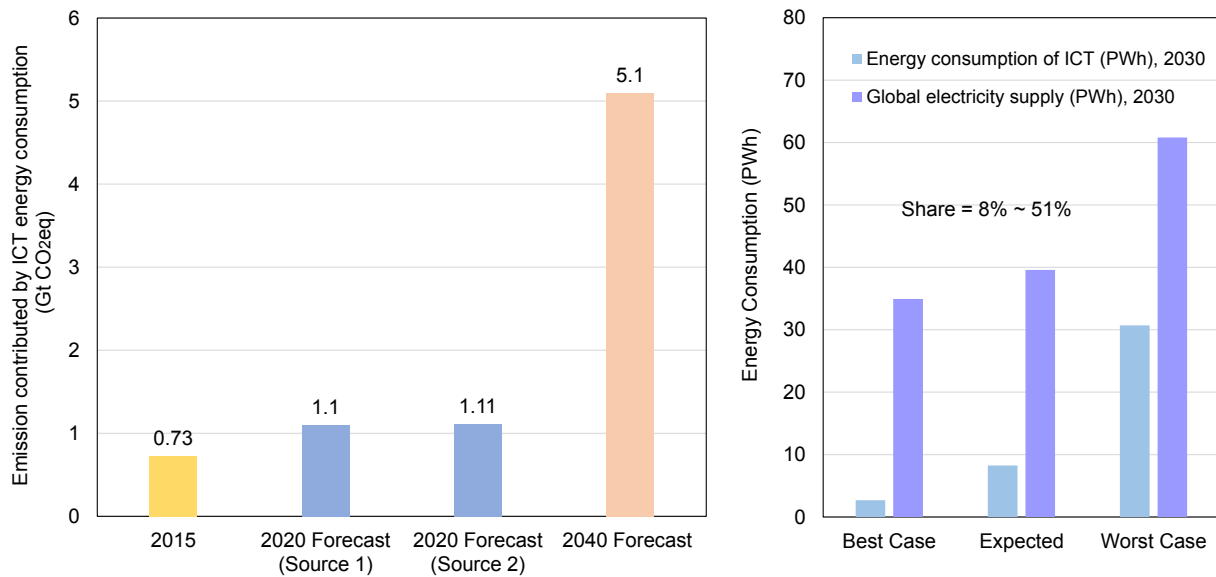 Emission contributed by ICT energy consumption
(Gt CO2eq)
6
5
4
3
2
1
0
0.73
1.1
1.11
5.1
2015
2020 Forecast
(Source 1)
2020 Forecast
(Source 2)
2040 Forecast
Energy Consumption (PWh)
80
70
60
50
40
30
20
10
0
Energy consumption of ICT (PWh), 2030
Global electricity supply (PWh), 2030
Share = 8% ~ 51%
Best Case
Expected
Worst Case